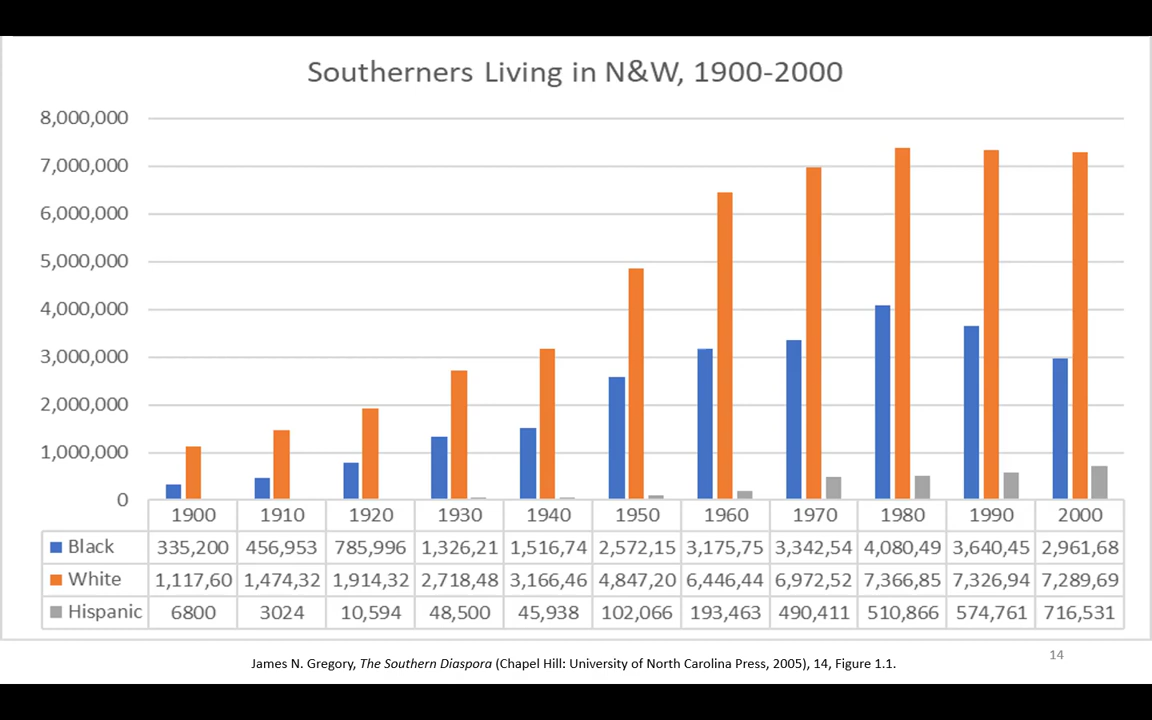 Southerners Living in N&W, 1900-2000
8,000,000
7,000,000
6,000,000
5,000,000
4,000,000
3,000,000
2,000,000
1,000,000
0
1900 1910 1920 1930 1940 1950 1960 1970 1980 1990 2000
Black 335,200 456,953 785,996 1,326,21 1,516,74 2,572,15 3,175,75 3,342,54 4,080,49 3,640,45 2,961,68
White 1,117,60 1,474,32 1,914,32 2,718,48 3,166,46 4,847,20 6,446,44 6,972,52 7,366,85 7,326,94 7,289,69
Hispanic 6800 3024 10,594 48,500 45,938 102,066 193,463 490,411 510,866 574,761 716,531
James N. Gregory, The Southern Diaspora (Chapel Hill: University of North Carolina Press, 2005), 14, Figure 1.1.
14